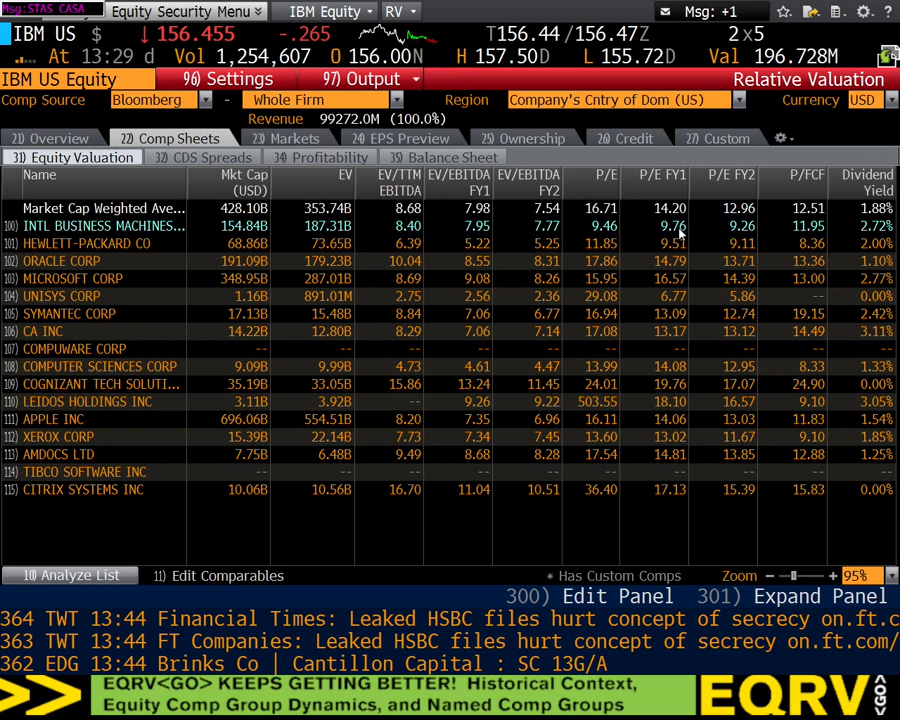 Msg:STAS CASA Equity Security Menu IBM Equity RV Msg: +1
IBM US $ ↓ 156.455 -.265 T156.44 /156.47Z 2x5
At 13:29 d Vol 1,254,607 O 156.00N H 157.50D L 155.72D Val 196.728M
IBM US Equity 96) Settings 97) Output Relative Valuation
Comp Source Bloomberg - Whole Firm Region Company's Cntry of Dom (US) Currency USD
Revenue 99272.0M (100.0%)
21) Overview 22) Comp Sheets 23) Markets 24) EPS Preview 25) Ownership 26) Credit 27) Custom
31) Equity Valuation 32) CDS Spreads 34) Profitability 35) Balance Sheet
Name Mkt Cap EV EV/TTM EV/EBITDA EV/EBITDA P/E P/E FY1 P/E FY2 P/FCF Dividend
(USD) EBITDA FY1 FY2 Yield
Market Cap Weighted Ave... 428.10B 353.74B 8.68 7.98 7.54 16.71 14.20 12.96 12.51 1.88%
100) INTL BUSINESS MACHINES... 154.84B 187.31B 8.40 7.95 7.77 9.46 9.76 9.26 11.95 2.72%
101) HEWLETT-PACKARD CO 68.86B 73.65B 6.39 5.22 5.25 11.85 9.51 9.11 8.36 2.00%
102) ORACLE CORP 191.09B 179.23B 10.04 8.55 8.31 17.86 14.79 13.71 13.36 1.10%
103) MICROSOFT CORP 348.95B 287.01B 8.69 9.08 8.26 15.95 16.57 14.39 13.00 2.77%
104) UNISYS CORP 1.16B 891.01M 2.75 2.56 2.36 29.08 6.77 5.86 -- 0.00%
105) SYMANTEC CORP 17.13B 15.48B 8.84 7.06 6.77 16.94 13.09 12.74 19.15 2.42%
106) CA INC 14.22B 12.80B 8.29 7.06 7.14 17.08 13.17 13.12 14.49 3.11%
107) COMPUWARE CORP -- -- -- -- -- -- -- -- -- --
108) COMPUTER SCIENCES CORP 9.09B 9.99B 4.73 4.61 4.47 13.99 14.08 12.95 8.33 1.33%
109) COGNIZANT TECH SOLUTI... 35.19B 33.05B 15.86 13.24 11.45 24.01 19.76 17.07 24.90 0.00%
110) LEIDOS HOLDINGS INC 3.11B 3.92B -- 9.26 9.22 503.55 18.10 16.57 9.10 3.05%
111) APPLE INC 696.06B 554.51B 8.20 7.35 6.96 16.11 14.06 13.03 11.83 1.54%
112) XEROX CORP 15.39B 22.14B 7.73 7.34 7.45 13.60 13.02 11.67 9.10 1.85%
113) AMDOCS LTD 7.75B 6.48B 9.49 8.68 8.28 17.54 14.81 13.85 12.88 1.25%
114) TIBCO SOFTWARE INC -- -- -- -- -- -- -- -- -- --
115) CITRIX SYSTEMS INC 10.06B 10.56B 16.70 11.04 10.51 36.40 17.13 15.39 15.83 0.00%
10) Analyze List 11) Edit Comparables * Has Custom Comps Zoom - + 95%
300) Edit Panel 301) Expand Panel
364 TWT 13:44 Financial Times: Leaked HSBC files hurt concept of secrecy on.ft.c
363 TWT 13:44 FT Companies: Leaked HSBC files hurt concept of secrecy on.ft.com/
362 EDG 13:44 Brinks Co | Cantillon Capital : SC 13G/A
EQRV<GO> KEEPS GETTING BETTER! Historical Context,
Equity Comp Group Dynamics, and Named Comp Groups
EQRV <GO>